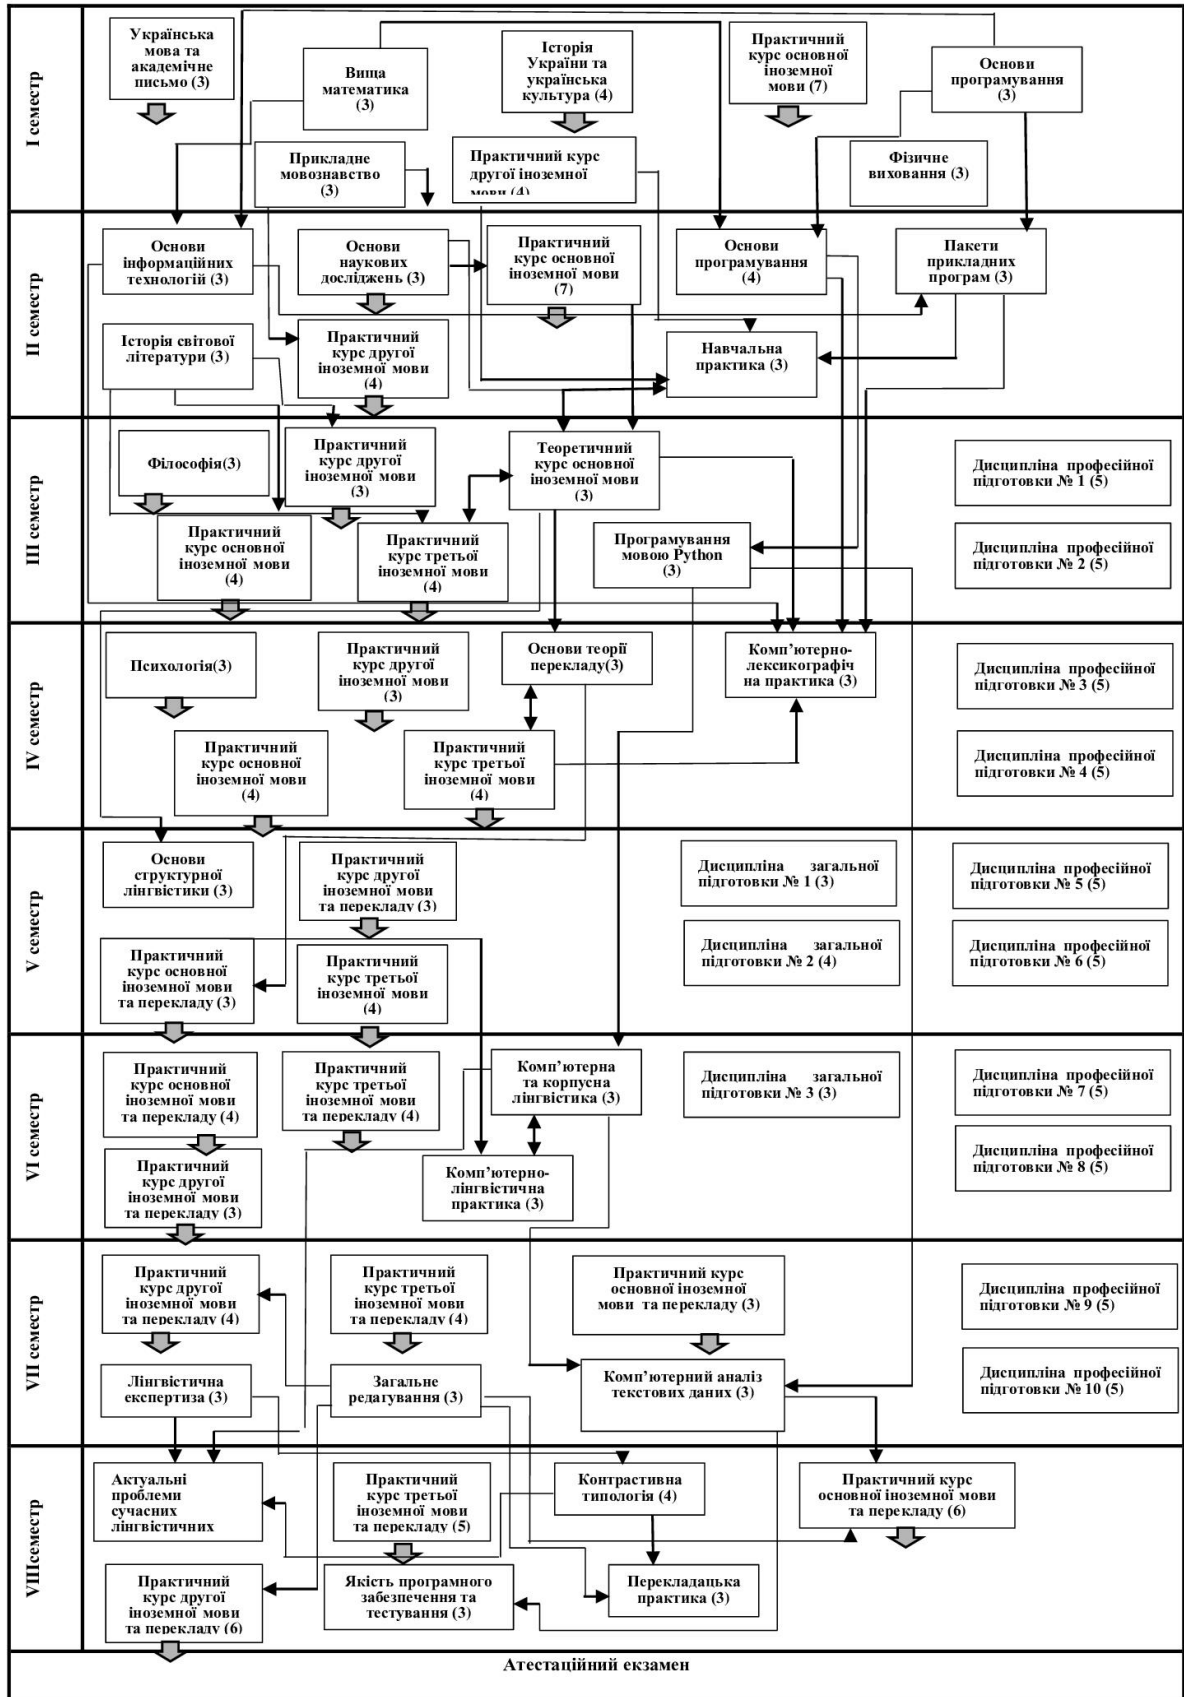 І семестр
Українська
мова та
академічне
письмо (3)
Вища
математика
(3)
Історія
України та
українська
культура (4)
Практичний
курс основної
іноземної
мови (7)
Основи
програмування
(3)
Прикладне
мовознавство
(3)
Практичний курс
другої іноземної
мови (4)
Фізичне
виховання (3)
ІІ семестр
Основи
інформаційних
технологій (3)
Основи
наукових
досліджень (3)
Практичний
курс основної
іноземної мови
(7)
Основи
програмування
(4)
Пакети
прикладних
програм (3)
Історія світової
літератури (3)
Практичний
курс другої
іноземної мови
(4)
Навчальна
практика (3)
ІІІ семестр
Філософія(3)
Практичний
курс другої
іноземної мови
(3)
Теоретичний
курс основної
іноземної мови
(3)
Дисципліна професійної
підготовки № 1 (5)
Практичний
курс основної
іноземної мови
(4)
Практичний
курс третьої
іноземної мови
(4)
Програмування
мовою Python
(3)
Дисципліна професійної
підготовки № 2 (5)
IV семестр
Психологія(3)
Практичний
курс другої
іноземної мови
(3)
Основи теорії
перекладу(3)
Комп’ютерно-
лексикографіч
на практика (3)
Дисципліна професійної
підготовки № 3 (5)
Практичний
курс основної
іноземної мови
(4)
Практичний
курс третьої
іноземної мови
(4)
Дисципліна професійної
підготовки № 4 (5)
V семестр
Основи
структурної
лінгвістики (3)
Практичний
курс другої
іноземної мови
та перекладу (3)
Дисципліна загальної
підготовки № 1 (3)
Дисципліна професійної
підготовки № 5 (5)
Практичний
курс основної
іноземної мови
та перекладу (3)
Практичний
курс третьої
іноземної мови
(4)
Дисципліна загальної
підготовки № 2 (4)
Дисципліна професійної
підготовки № 6 (5)
VI семестр
Практичний
курс основної
іноземної мови
та перекладу (4)
Практичний
курс третьої
іноземної мови
та перекладу (4)
Комп’ютерна
та корпусна
лінгвістика (3)
Дисципліна загальної
підготовки № 3 (3)
Дисципліна професійної
підготовки № 7 (5)
Практичний
курс другої
іноземної мови
та перекладу (3)
Комп’ютерно-
лінгвістична
практика (3)
Дисципліна професійної
підготовки № 8 (5)
VII семестр
Практичний
курс другої
іноземної мови
та перекладу (4)
Практичний
курс третьої
іноземної мови
та перекладу (4)
Практичний курс
основної іноземної
мови та перекладу (3)
Дисципліна професійної
підготовки № 9 (5)
Лінгвістична
експертиза (3)
Загальне
редагування (3)
Комп’ютерний аналіз
текстових даних (3)
Дисципліна професійної
підготовки № 10 (5)
VIIIсеместр
Актуальні
проблеми
сучасних
лінгвістичних
Практичний
курс третьої
іноземної мови
та перекладу (5)
Контрастивна
типологія (4)
Практичний курс
основної іноземної мови
та перекладу (6)
Практичний
курс другої
іноземної мови
та перекладу (6)
Якість програмного
забезпечення та
тестування (3)
Перекладацька
практика (3)
Атестаційний екзамен